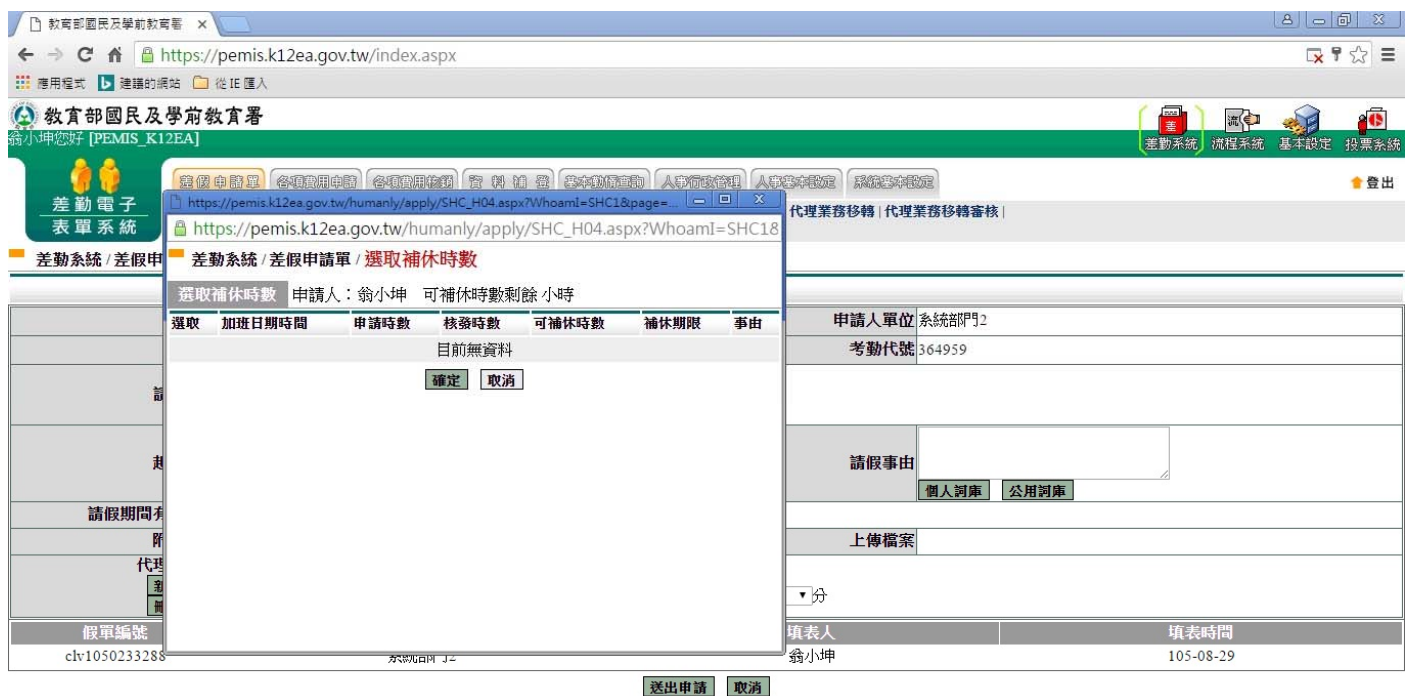 教育部國民及學前教育署 ×
https://pemis.k12ea.gov.tw/index.aspx
應用程式 建議的網站 從 IE 匯入
教育部國民及學前教育署
翁小坤您好 [PEMIS_K12EA]
差勤系統 流程系統 基本設定 投票系統
差勤電子
表單系統
差假申請單 各項費用申請 各項費用核銷 資料補登 基本勤惰查詢 人事行政管理 人事基本設定 系統基本設定 登出
代理業務移轉 | 代理業務移轉審核 |
差勤系統 / 差假申
https://pemis.k12ea.gov.tw/humanly/apply/SHC_H04.aspx?WhoamI=SHC1&page=...
https://pemis.k12ea.gov.tw/humanly/apply/SHC_H04.aspx?WhoamI=SHC18
差勤系統 / 差假申請單 / 選取補休時數
選取補休時數 申請人：翁小坤 可補休時數剩餘 小時
選取 加班日期時間 申請時數 核發時數 可補休時數 補休期限 事由
目前無資料
確定 取消
申請人單位 系統部門2
考勤代號 364959
請假事由
個人詞庫 公用詞庫
請假期間有
上傳檔案
代理
分
假單編號 填表人 填表時間
clv1050233288 系統部門2 翁小坤 105-08-29
送出申請 取消